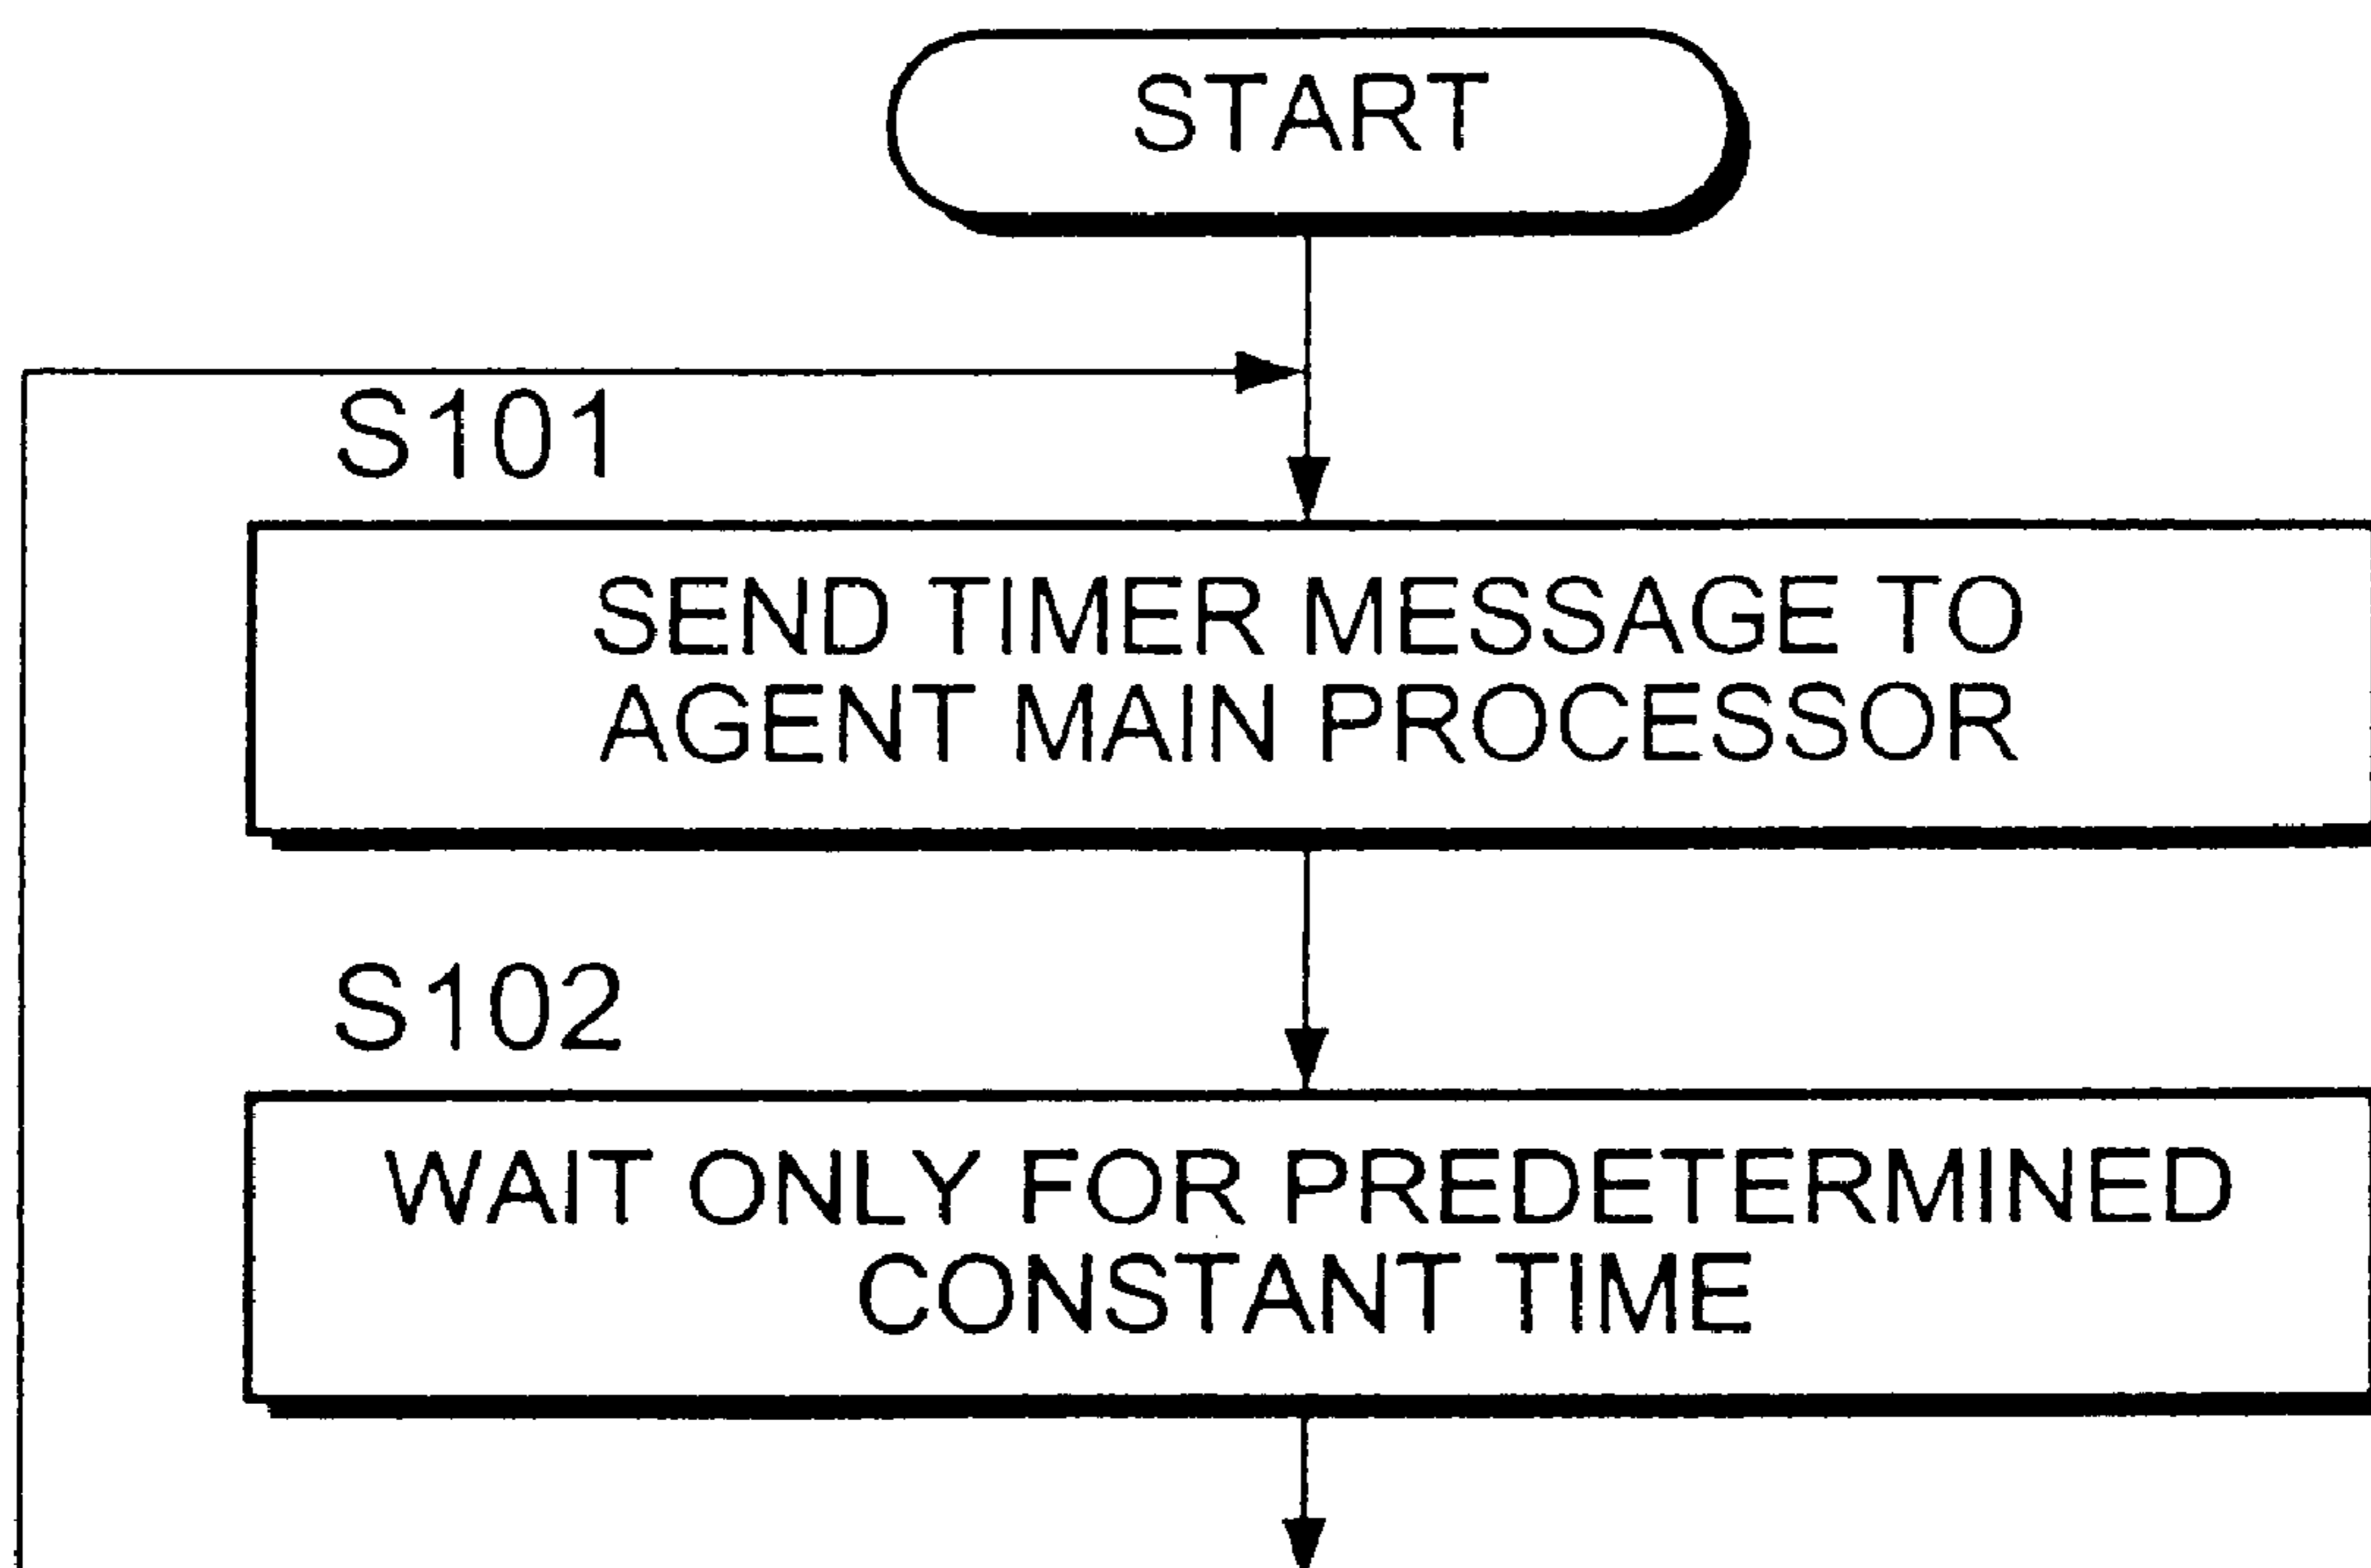 START
S101
SEND TIMER MESSAGE TO
AGENT MAIN PROCESSOR
S102
WAIT ONLY FOR PREDETERMINED
CONSTANT TIME